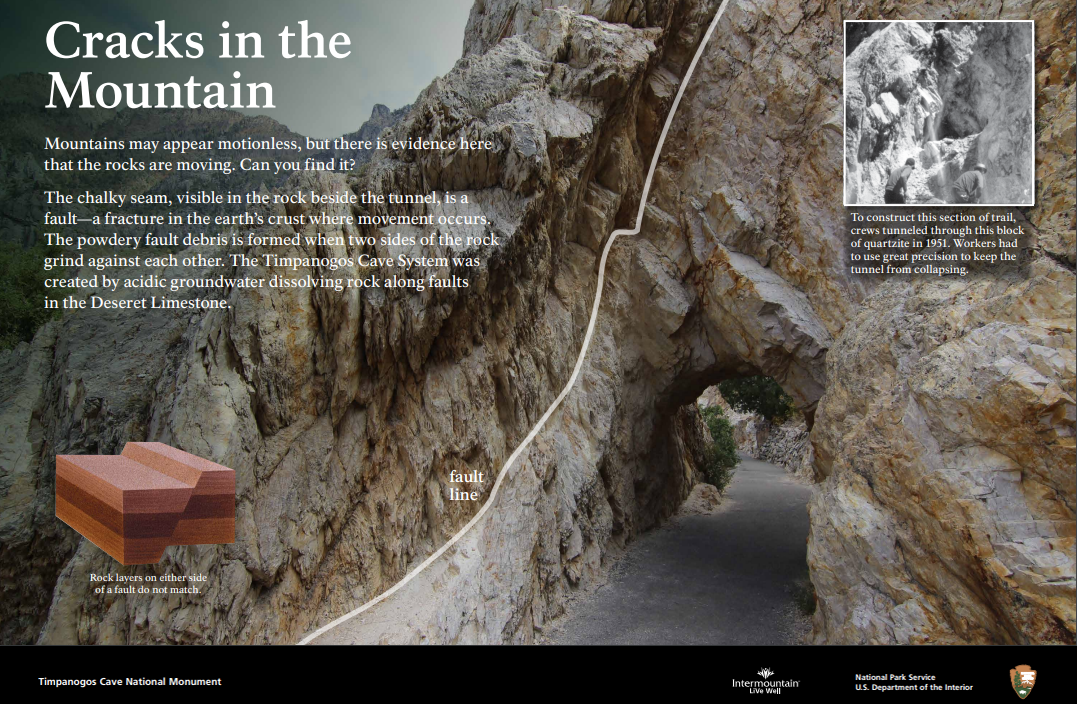 Cracks in the
Mountain
Mountains may appear motionless, but there is evidence here
that the rocks are moving. Can you find it?
The chalky seam, visible in the rock beside the tunnel, is a
fault—a fracture in the earth's crust where movement occurs.
The powdery fault debris is formed when two sides of the rock
grind against each other. The Timpanogos Cave System was
created by acidic groundwater dissolving rock along faults
in the Deseret Limestone.
To construct this section of trail,
crews tunneled through this block
of quartzite in 1951. Workers had
to use great precision to keep the
tunnel from collapsing.
fault
line
Rock layers on either side
of a fault do not match.
Timpanogos Cave National Monument
Intermountain
LiVe Well
National Park Service
U.S. Department of the Interior